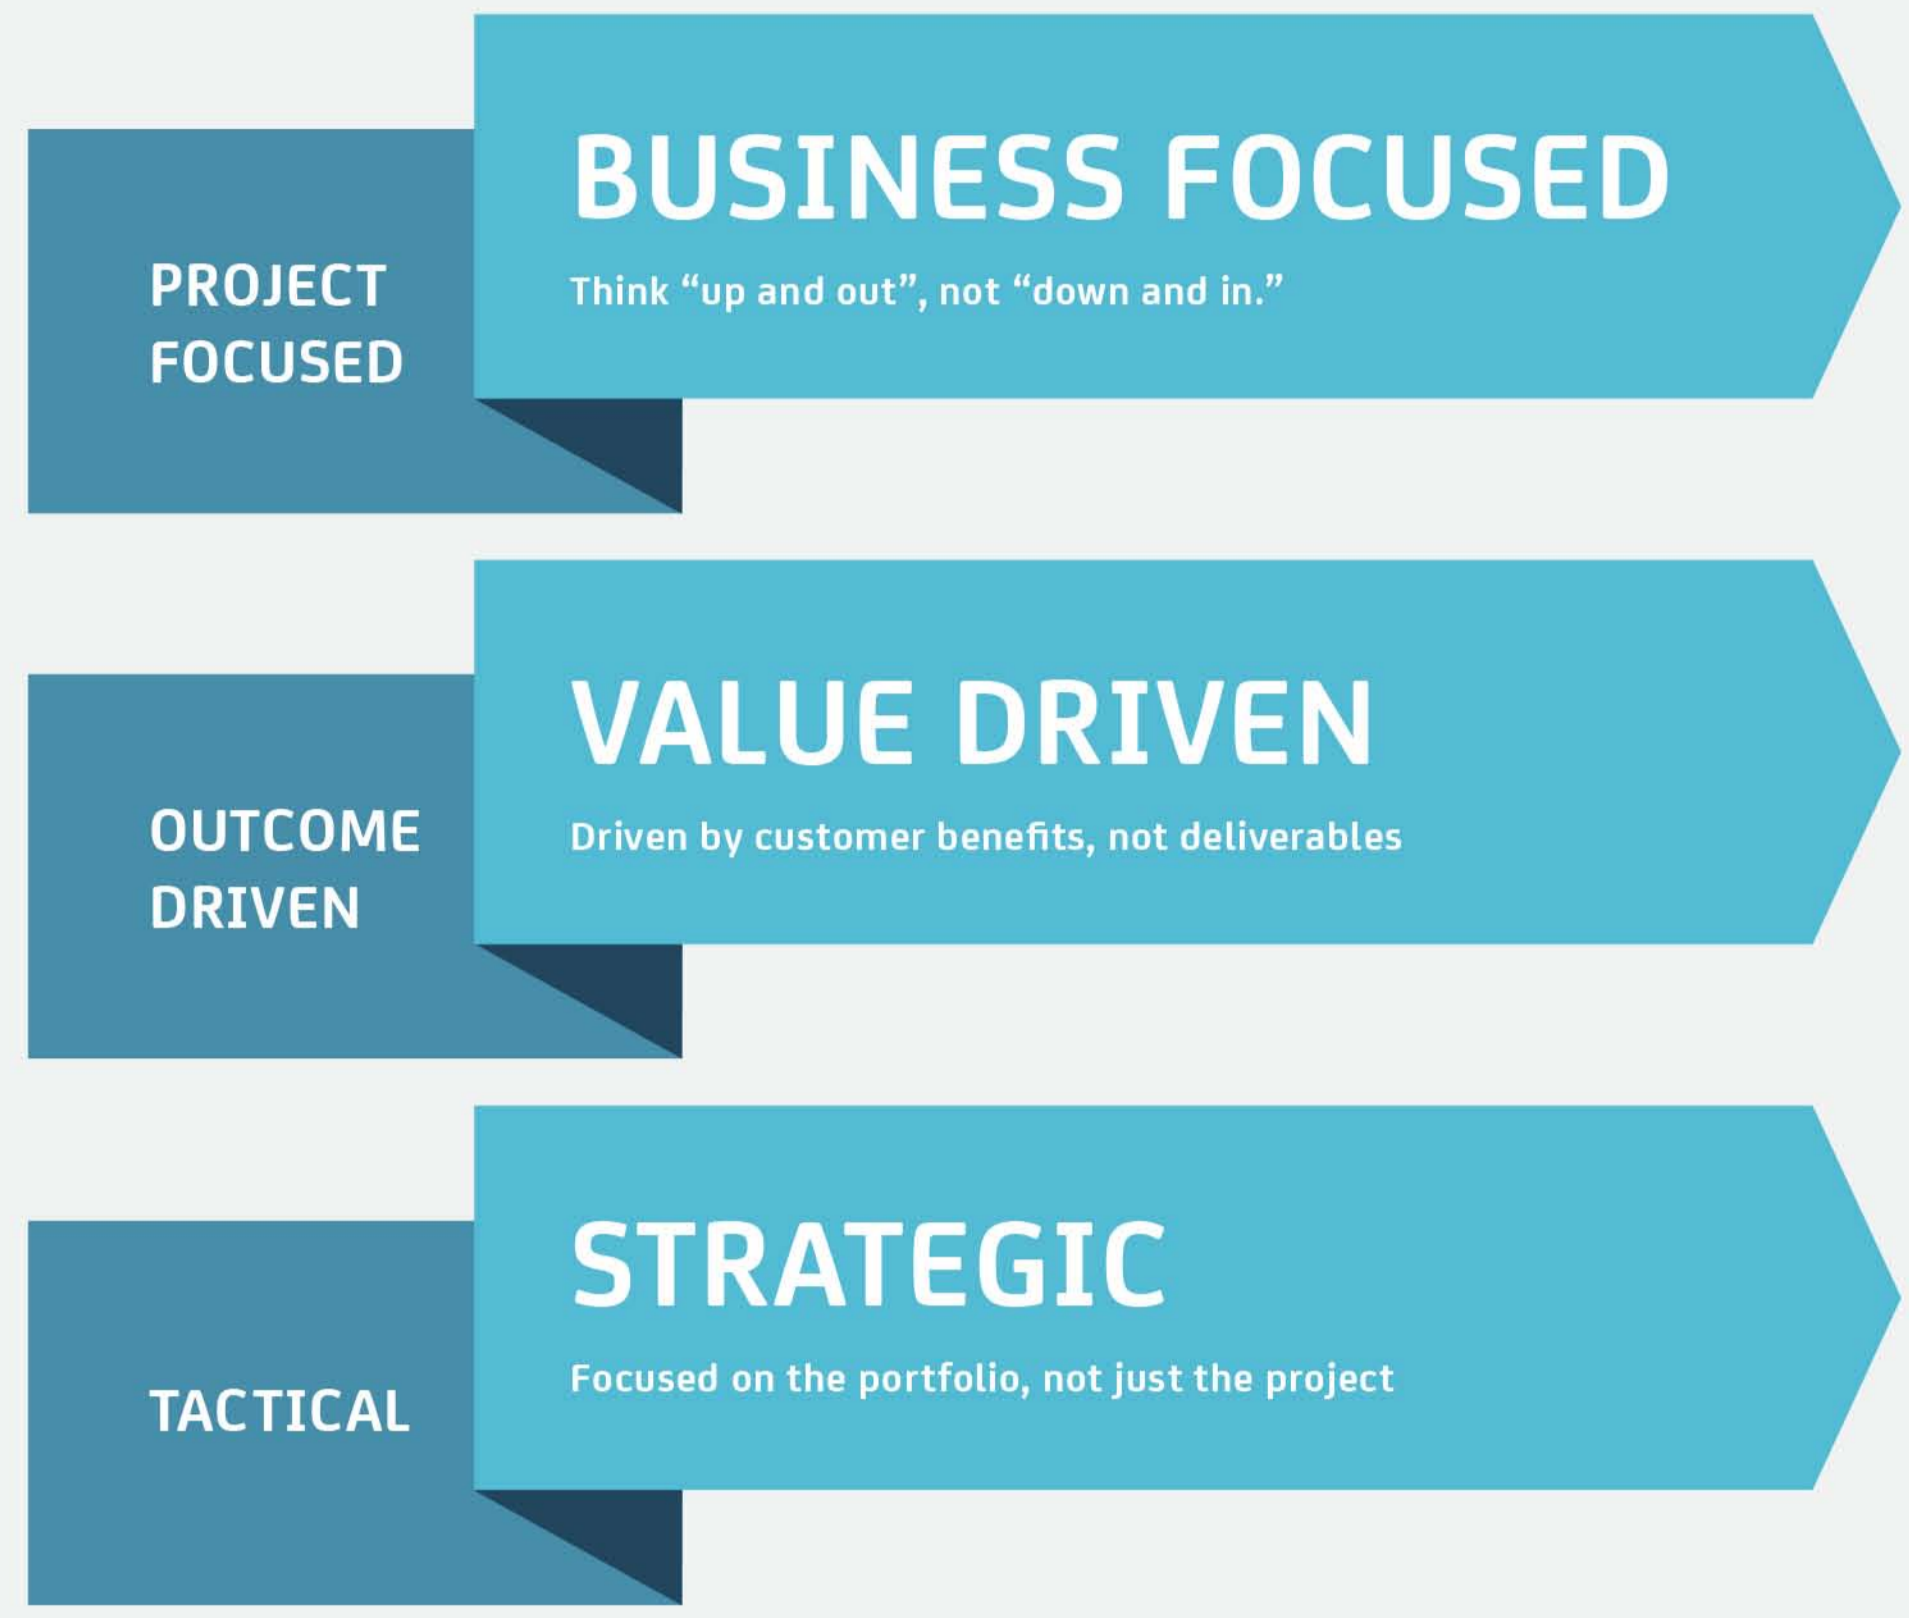 PROJECT
FOCUSED
BUSINESS FOCUSED
Think “up and out”, not “down and in.”
OUTCOME
DRIVEN
VALUE DRIVEN
Driven by customer benefits, not deliverables
TACTICAL
STRATEGIC
Focused on the portfolio, not just the project